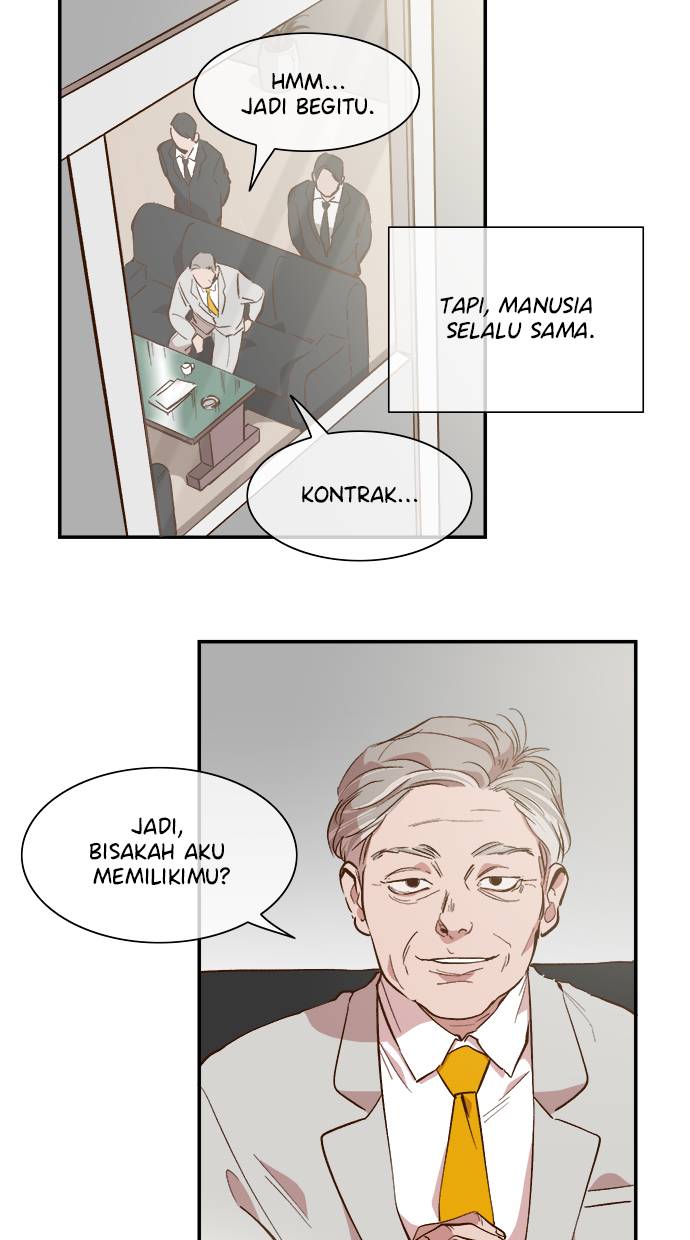 HMM...
JADI BEGITU.
TAPI, MANUSIA
SELALU SAMA.
KONTRAK...
JADI,
BISAKAH AKU
MEMILIKIMU?